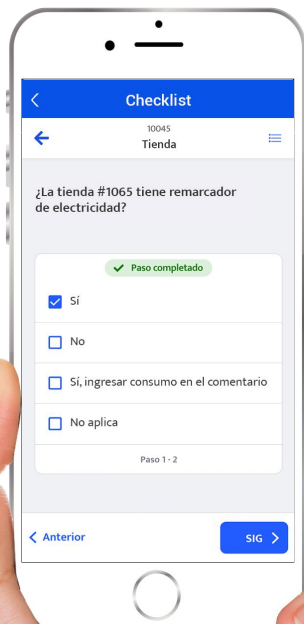 Checklist
10045
Tienda
¿La tienda #1065 tiene remarcador
de electricidad?
Paso completado
Sí
No
Sí, ingresar consumo en el comentario
No aplica
Paso 1 - 2
Anterior
SIG